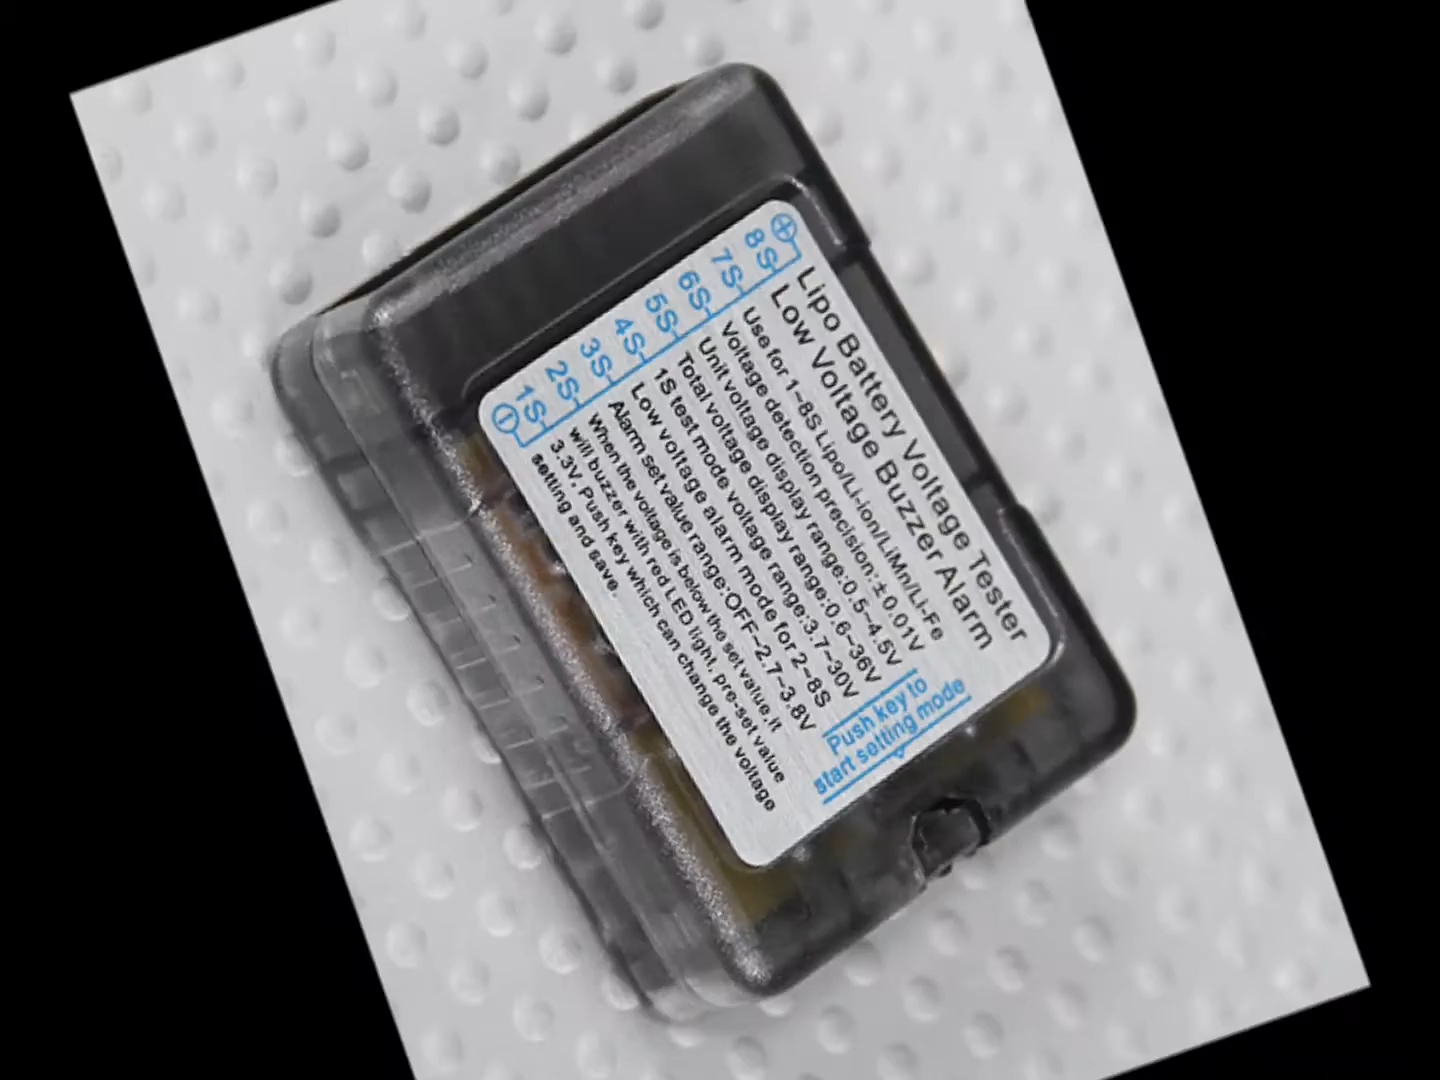 Lipo Battery Voltage Tester
Low Voltage Buzzer Alarm
Use for 1~8S Lipo/Li-ion/LiMn/Li-Fe
Voltage detection precision:±0.01V
Unit voltage display range:0.5~4.5V
Total voltage display range:0.6~36V
1S test mode voltage range:3.7~30V
Low voltage alarm mode for 2~8S
Alarm set value range:OFF~2.7~3.8V
When the voltage is below the set value,it
will buzzer with red LED light, pre-set value
3.3V. Push key which can change the voltage
setting and save.
⊖ 1S 2S 3S 4S 5S 6S 7S 8S ⊕
Push key to
start setting mode